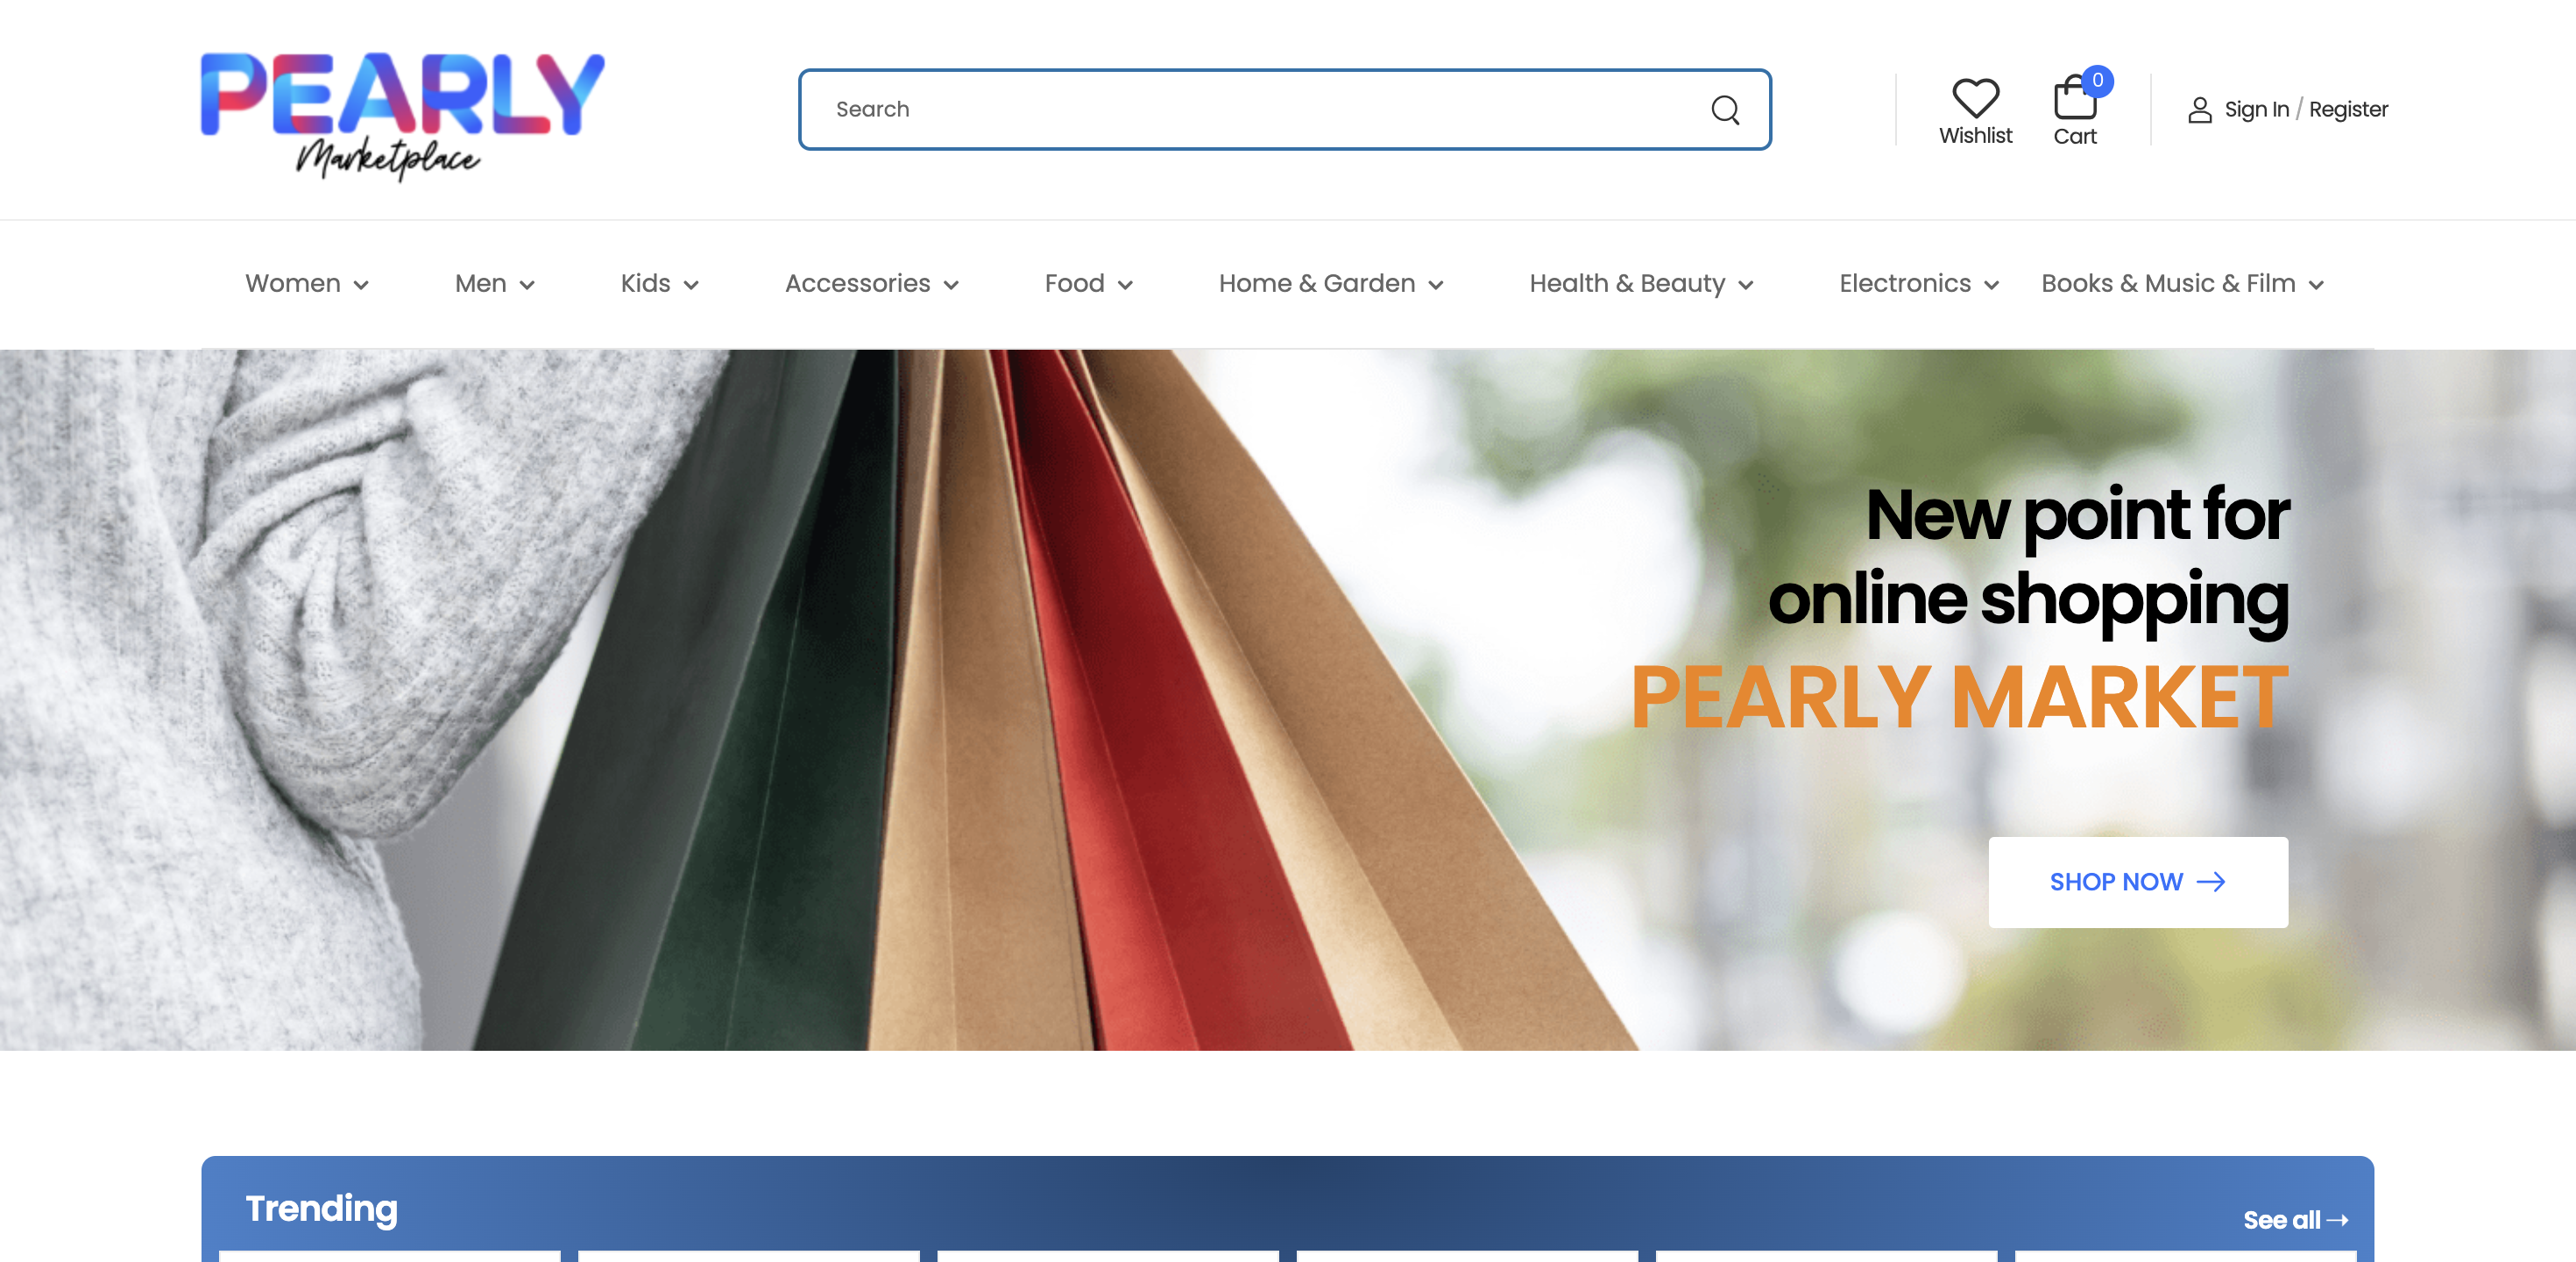 PEARLY
Marketplace
Search
Wishlist
0
Cart
Sign In / Register
Women
Men
Kids
Accessories
Food
Home & Garden
Health & Beauty
Electronics
Books & Music & Film
New point for
online shopping
PEARLY MARKET
SHOP NOW →
Trending
See all →